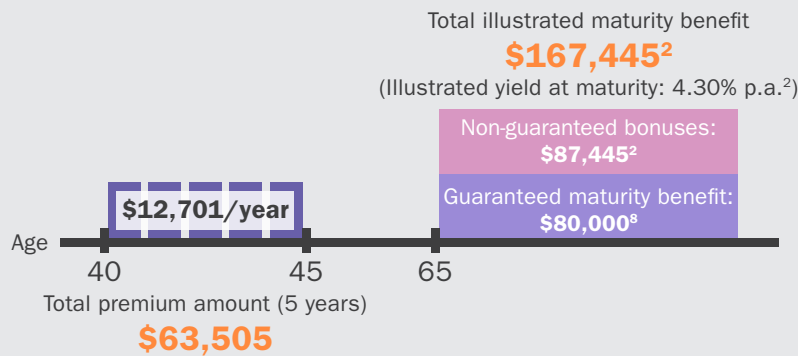 Total illustrated maturity benefit
$167,445²
(Illustrated yield at maturity: 4.30% p.a.²)
Non-guaranteed bonuses:
$87,445²
Guaranteed maturity benefit:
$80,000⁸
$12,701/year
Age
40
45
65
Total premium amount (5 years)
$63,505